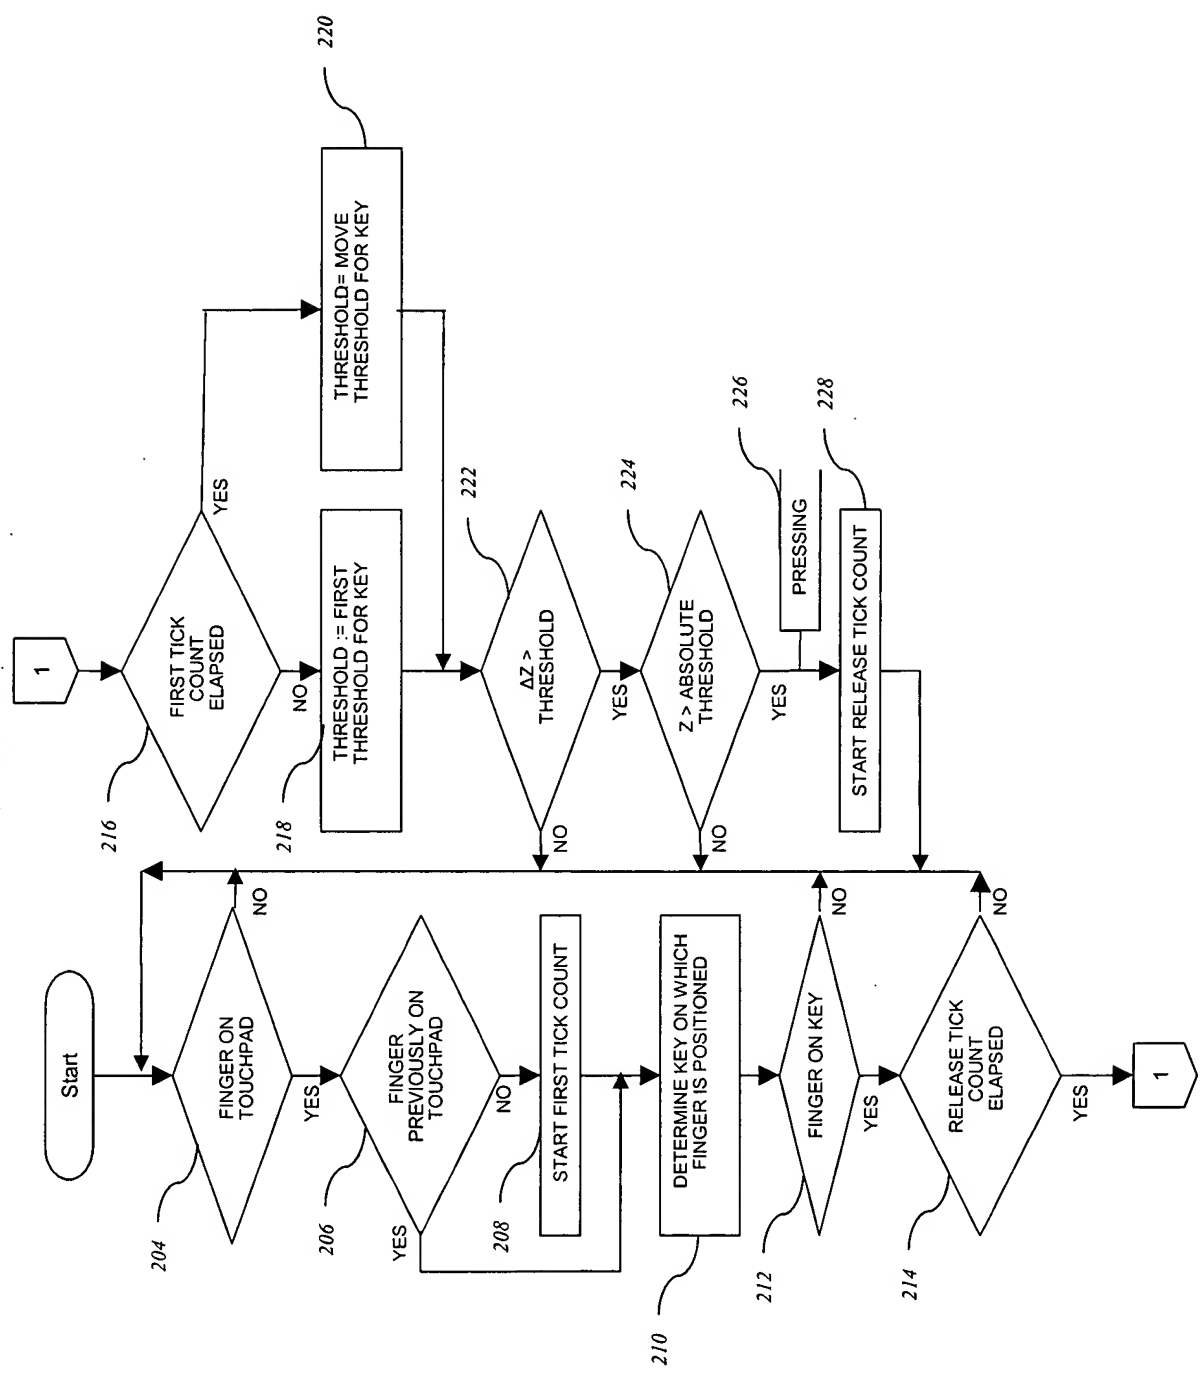 Start
204
FINGER ON
TOUCHPAD
NO
YES
206
FINGER
PREVIOUSLY ON
TOUCHPAD
YES
NO
208
START FIRST TICK COUNT
210
DETERMINE KEY ON WHICH
FINGER IS POSITIONED
212
FINGER ON KEY
NO
YES
214
RELEASE TICK
COUNT
ELAPSED
NO
YES
1
1
216
FIRST TICK
COUNT
ELAPSED
YES
NO
218
THRESHOLD := FIRST
THRESHOLD FOR KEY
220
THRESHOLD= MOVE
THRESHOLD FOR KEY
222
ΔZ >
THRESHOLD
NO
YES
224
Z > ABSOLUTE
THRESHOLD
NO
YES
226
PRESSING
228
START RELEASE TICK COUNT